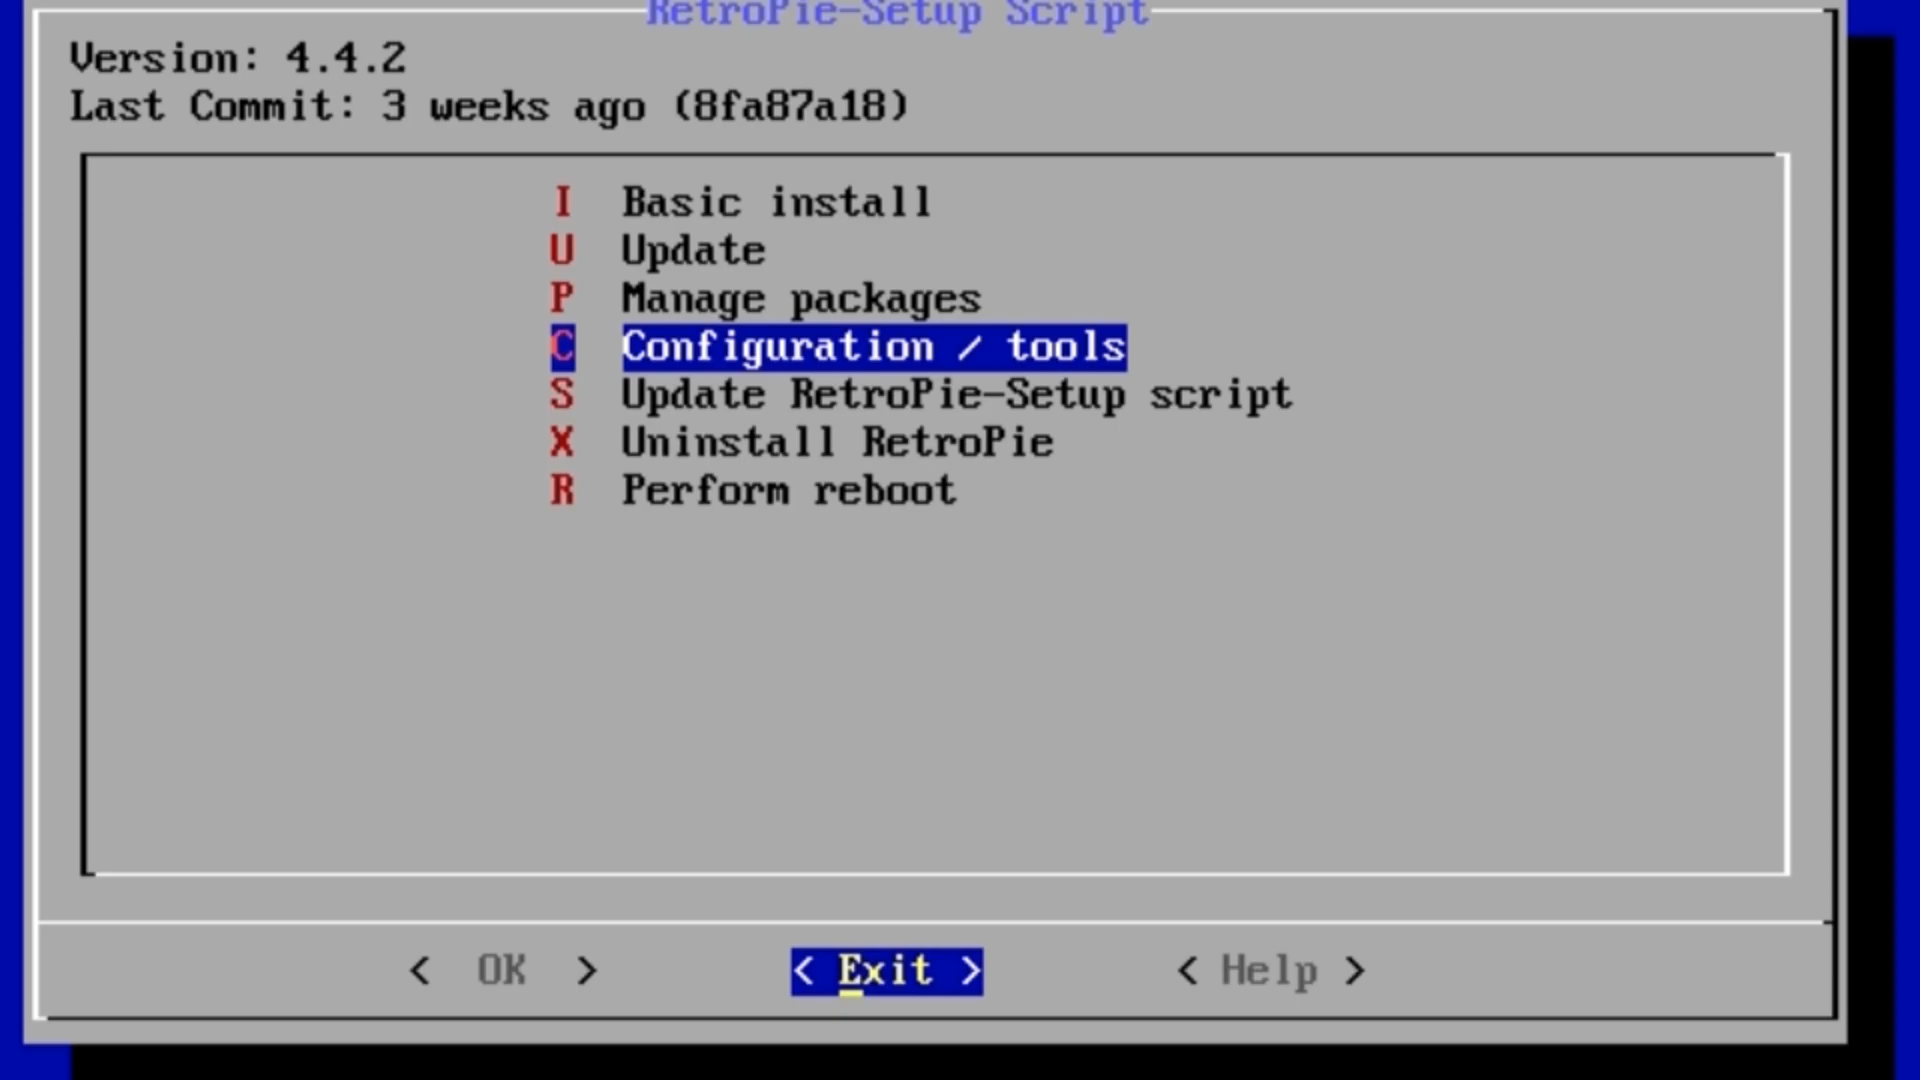 RetroPie-Setup Script
Version: 4.4.2
Last Commit: 3 weeks ago (8fa87a18)
I Basic install
U Update
P Manage packages
C Configuration / tools
S Update RetroPie-Setup script
X Uninstall RetroPie
R Perform reboot
< OK > < Exit > < Help >